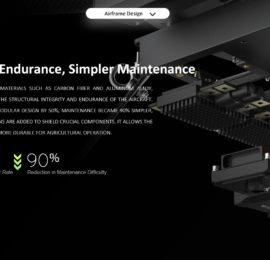 Airframe Design
Endurance, Simpler Maintenance
MATERIALS SUCH AS CARBON FIBER AND ALUMINUM ALLOY,
THE STRUCTURAL INTEGRITY AND ENDURANCE OF THE AIRCRAFT.
MODULAR DESIGN BY 50%, MAINTENANCE BECAME 90% SIMPLER,
ARE ADDED TO SHIELD CRUCIAL COMPONENTS. IT ALLOWS THE
MORE DURABLE FOR AGRICULTURAL OPERATION.
90%
Rate Reduction in Maintenance Difficulty